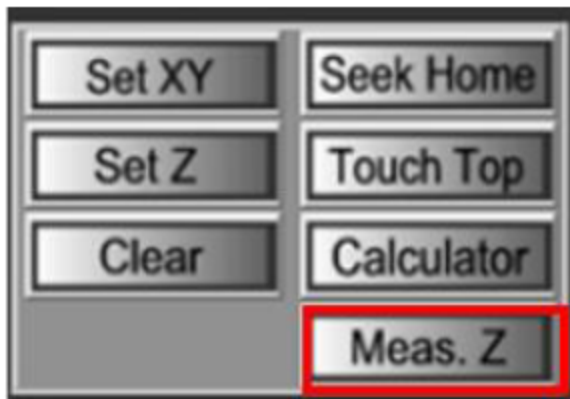 Set XY
Seek Home
Set Z
Touch Top
Clear
Calculator
Meas. Z